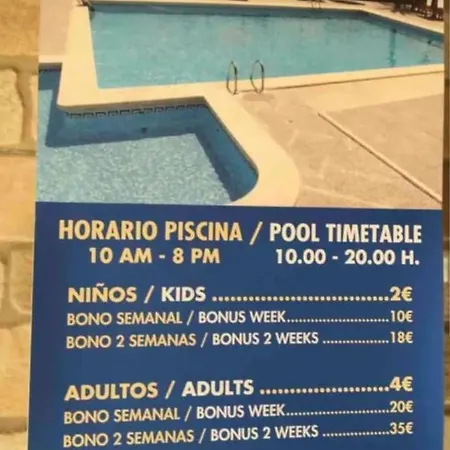 HORARIO PISCINA / POOL TIMETABLE
10 AM - 8 PM 10.00 - 20.00 H.
NIÑOS / KIDS ........................ 2€
BONO SEMANAL / BONUS WEEK........................ 10€
BONO 2 SEMANAS / BONUS 2 WEEKS ................. 18€
ADULTOS / ADULTS ...................... 4€
BONO SEMANAL / BONUS WEEK........................ 20€
BONO 2 SEMANAS / BONUS 2 WEEKS ................. 35€